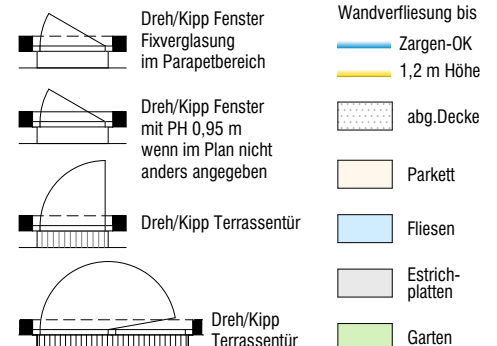 Dreh/Kipp Fenster
Fixverglasung
im Parapetbereich
Dreh/Kipp Fenster
mit PH 0,95 m
wenn im Plan nicht
anders angegeben
Dreh/Kipp Terrassentür
Dreh/Kipp
Terrassentür
Wandverfliesung bis
Zargen-OK
1,2 m Höhe
abg.Decke
Parkett
Fliesen
Estrich-
platten
Garten